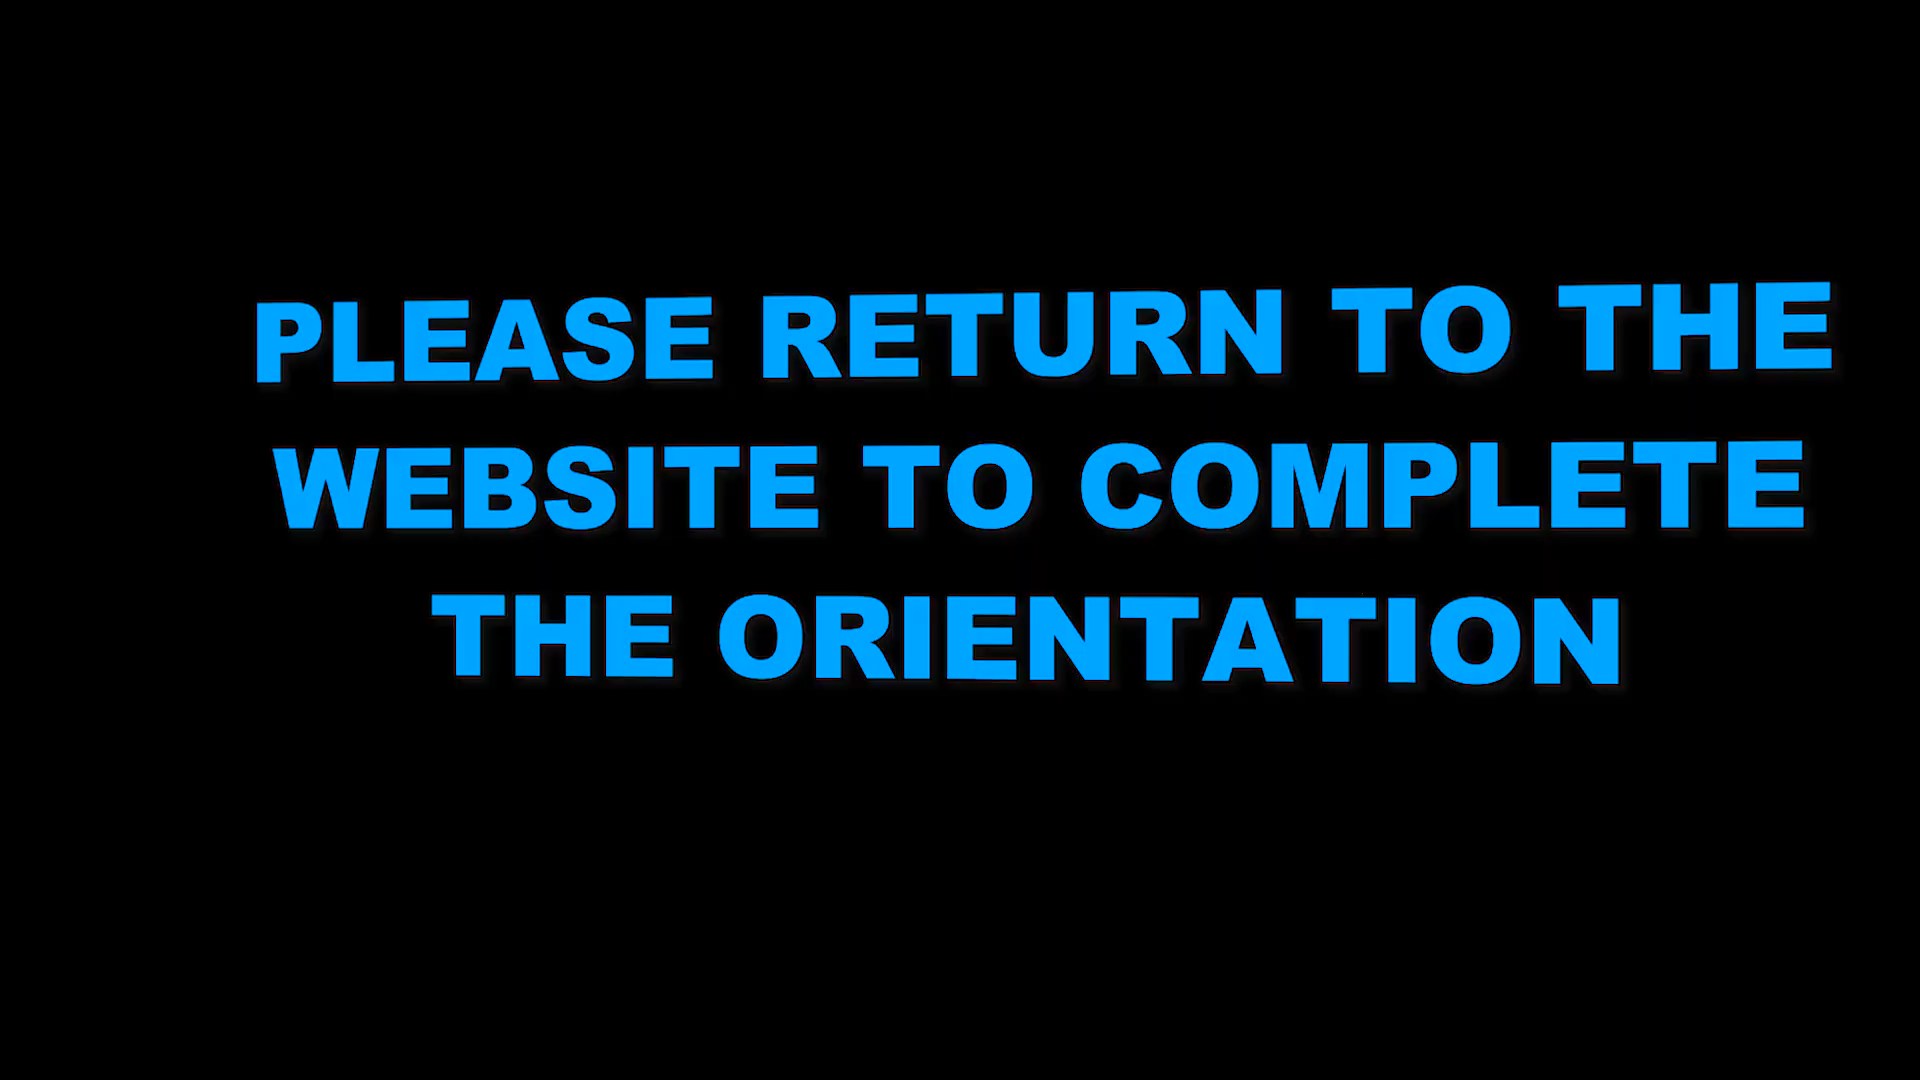 PLEASE RETURN TO THE
WEBSITE TO COMPLETE
THE ORIENTATION